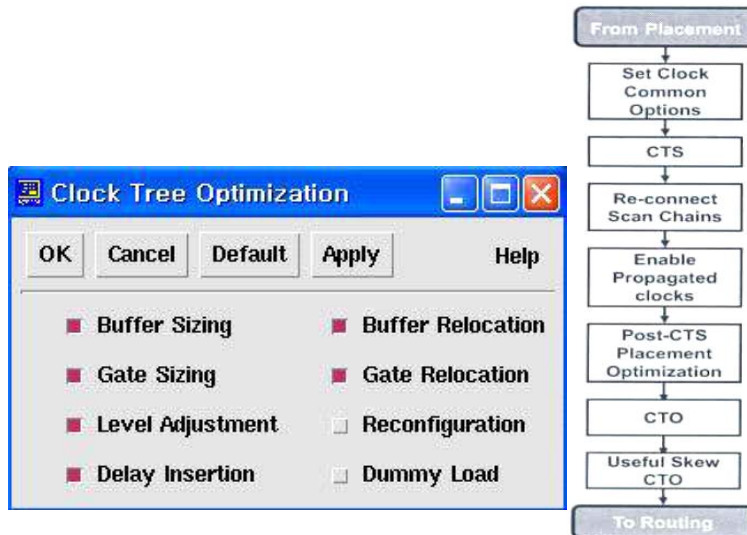 Clock Tree Optimization
OK Cancel Default Apply Help
Buffer Sizing
Buffer Relocation
Gate Sizing
Gate Relocation
Level Adjustment
Reconfiguration
Delay Insertion
Dummy Load
From Placement
Set Clock
Common
Options
CTS
Re-connect
Scan Chains
Enable
Propagated
clocks
Post-CTS
Placement
Optimization
CTO
Useful Skew
CTO
To Routing